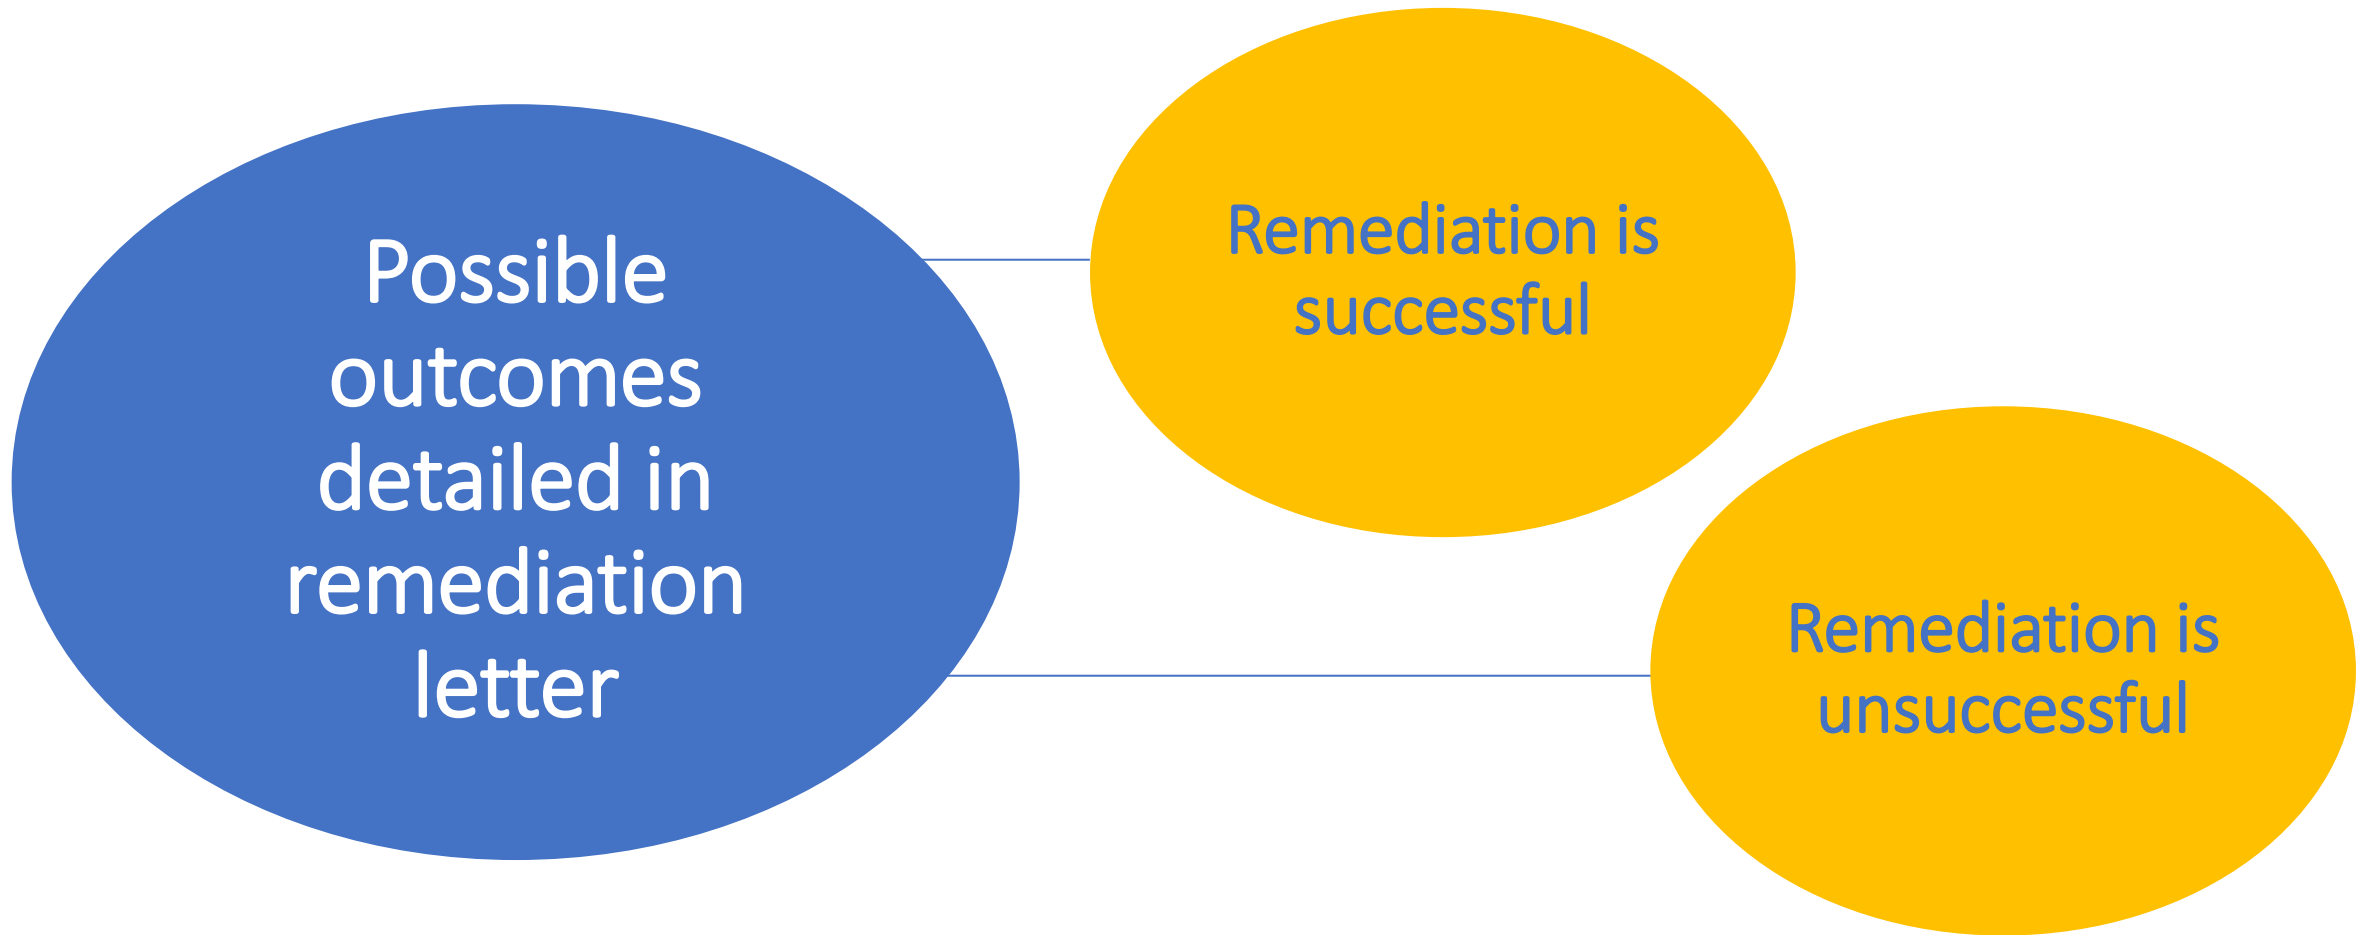 Possible
outcomes
detailed in
remediation
letter
Remediation is
successful
Remediation is
unsuccessful